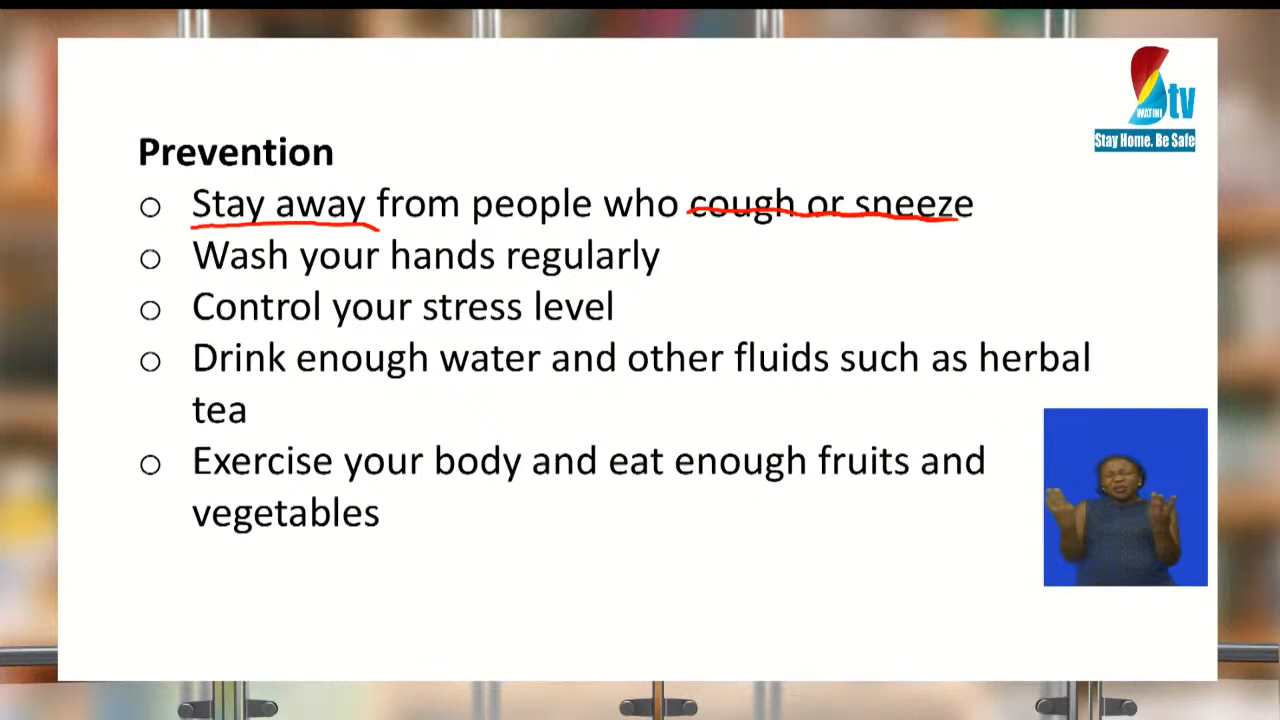 WATINI
tv
Stay Home. Be Safe
Prevention
o Stay away from people who cough or sneeze
o Wash your hands regularly
o Control your stress level
o Drink enough water and other fluids such as herbal
tea
o Exercise your body and eat enough fruits and
vegetables